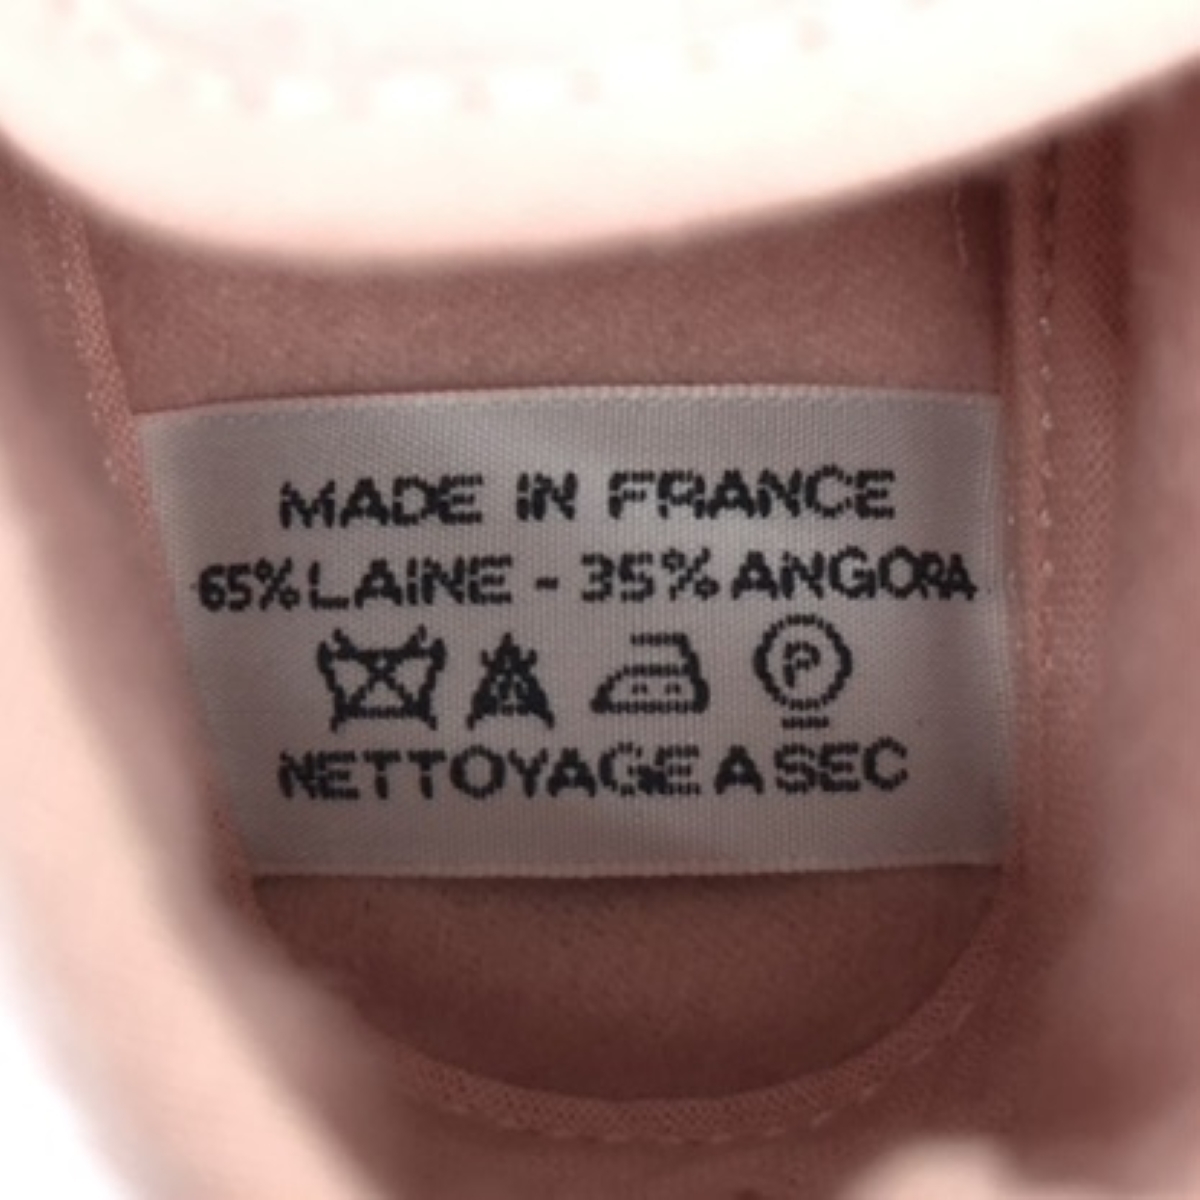 MADE IN FRANCE
65% LAINE - 35% ANGORA
P
NETTOYAGE A SEC